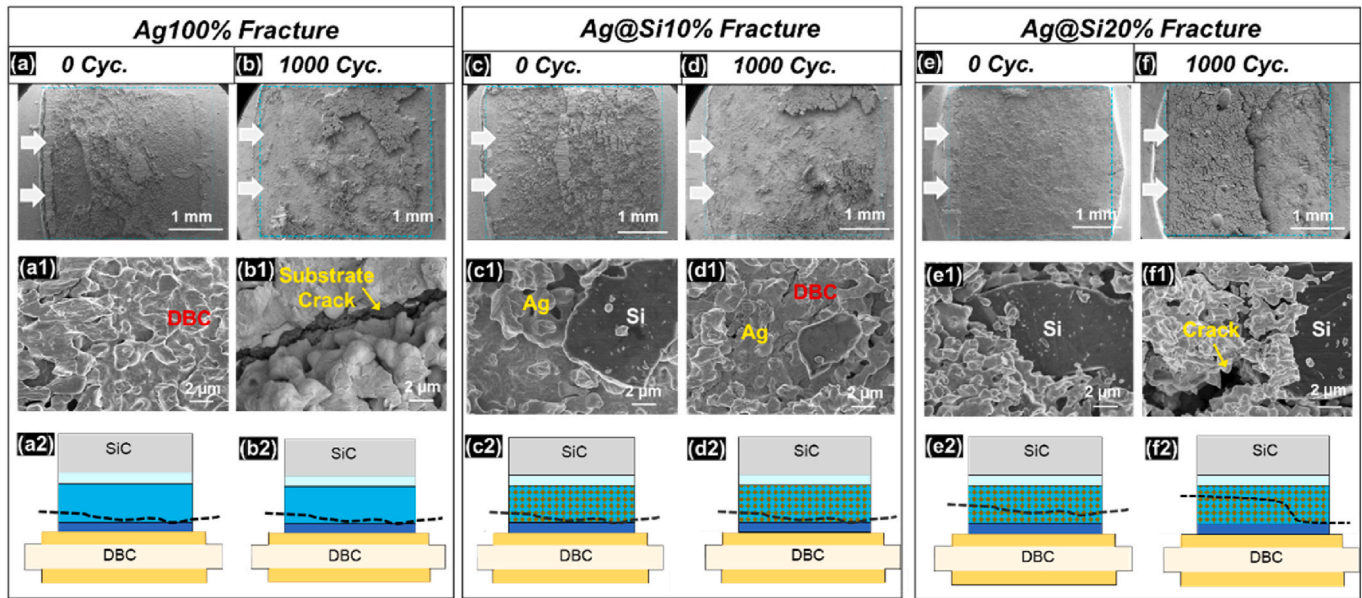 Ag100% Fracture
Ag@Si10% Fracture
Ag@Si20% Fracture
(a) 0 Cyc.
(b) 1000 Cyc.
(c) 0 Cyc.
(d) 1000 Cyc.
(e) 0 Cyc.
(f) 1000 Cyc.
1 mm
1 mm
1 mm
1 mm
1 mm
1 mm
(a1)
DBC
2 µm
(b1)
Substrate
Crack
2 µm
(c1)
Ag
Si
2 µm
(d1)
DBC
Ag
2 µm
(e1)
Si
2 µm
(f1)
Si
Crack
2 µm
(a2)
SiC
DBC
(b2)
SiC
DBC
(c2)
SiC
DBC
(d2)
SiC
DBC
(e2)
SiC
DBC
(f2)
SiC
DBC